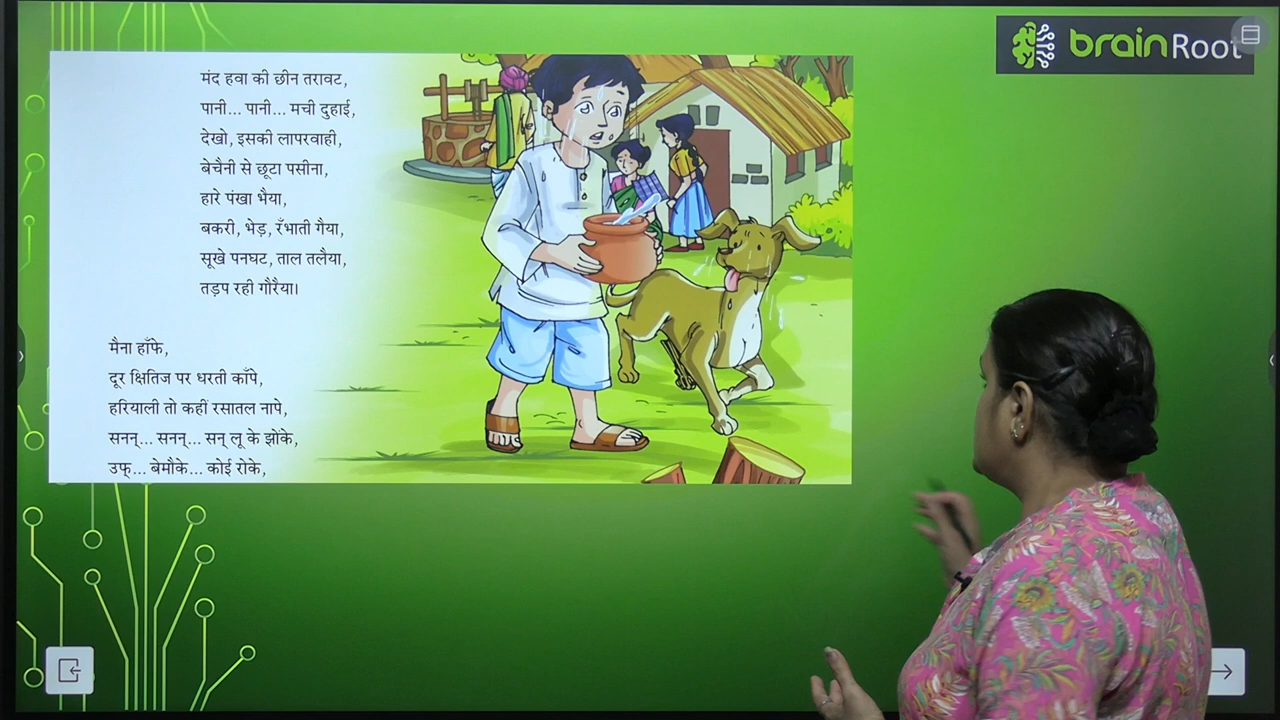 brainRoot
मंद हवा की छीन तरावट,
पानी... पानी... मची दुहाई,
देखो, इसकी लापरवाही,
बेचैनी से छूटा पसीना,
हारे पंखा भैया,
बकरी, भेड़, रँभाती गैया,
सूखे पनघट, ताल तलैया,
तड़प रही गौरैया।
मैना हाँफे,
दूर क्षितिज पर धरती काँपे,
हरियाली तो कहीं रसातल नापे,
सनन्... सनन्... सन् लू के झोंके,
उफ्... बेमौके... कोई रोके,